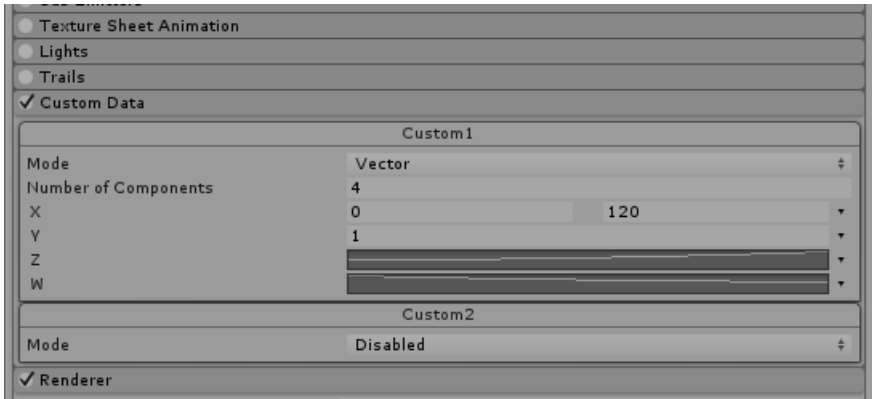 Texture Sheet Animation
Lights
Trails
Custom Data
Custom1
Mode Vector
Number of Components 4
X 0 120
Y 1
Z
W
Custom2
Mode Disabled
Renderer